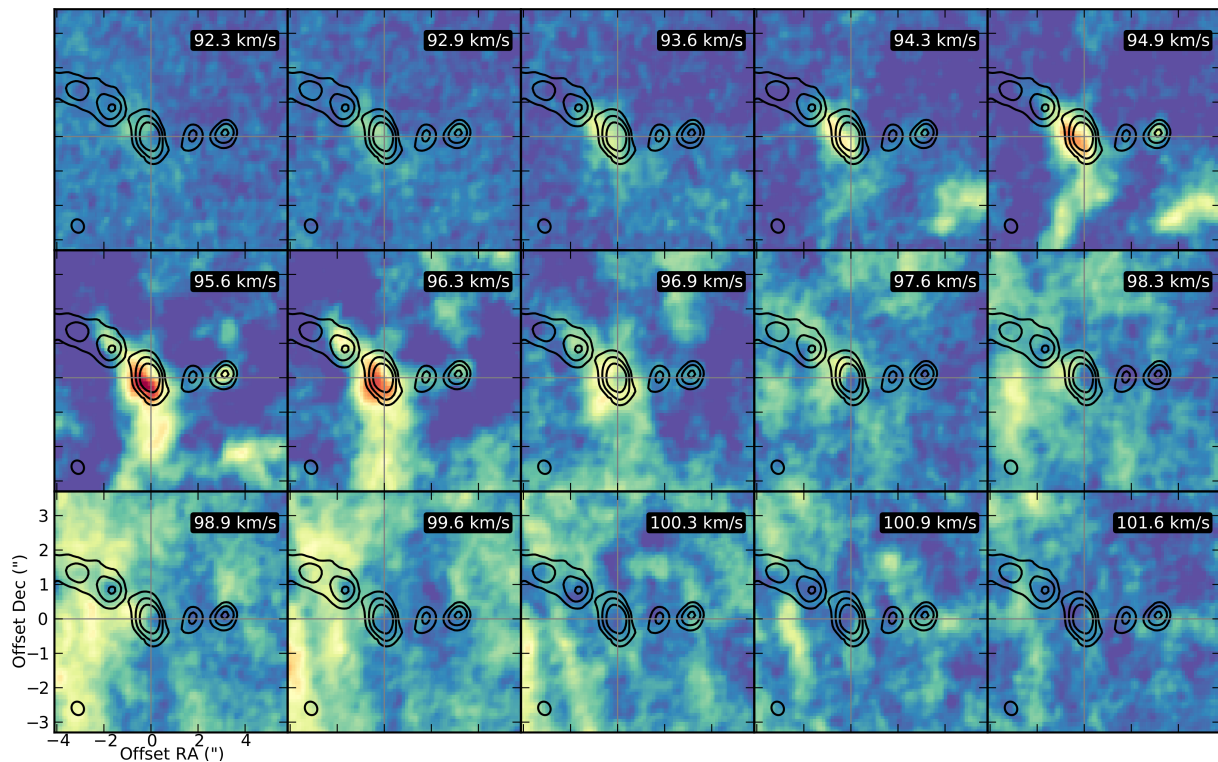 92.3 km/s
92.9 km/s
93.6 km/s
94.3 km/s
94.9 km/s
95.6 km/s
96.3 km/s
96.9 km/s
97.6 km/s
98.3 km/s
98.9 km/s
99.6 km/s
100.3 km/s
100.9 km/s
101.6 km/s
3
2
1
0
−1
−2
−3
Offset Dec (")
−4 −2 0 2 4
Offset RA (")